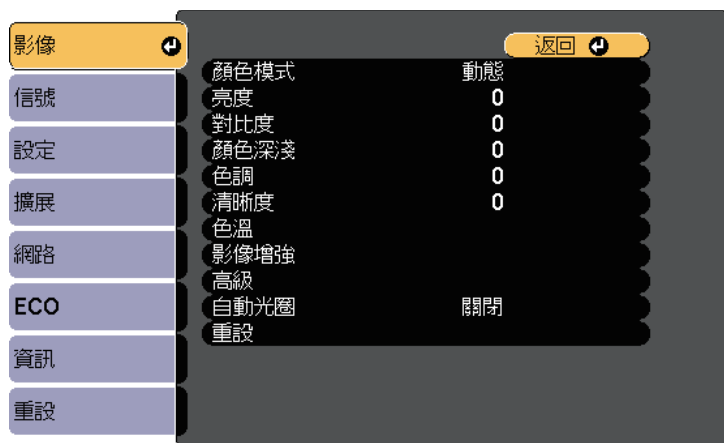 影像
信號
設定
擴展
網路
ECO
資訊
重設
返回
顏色模式 動態
亮度 0
對比度 0
顏色深淺 0
色調 0
清晰度 0
色溫
影像增強
高級
自動光圈 關閉
重設